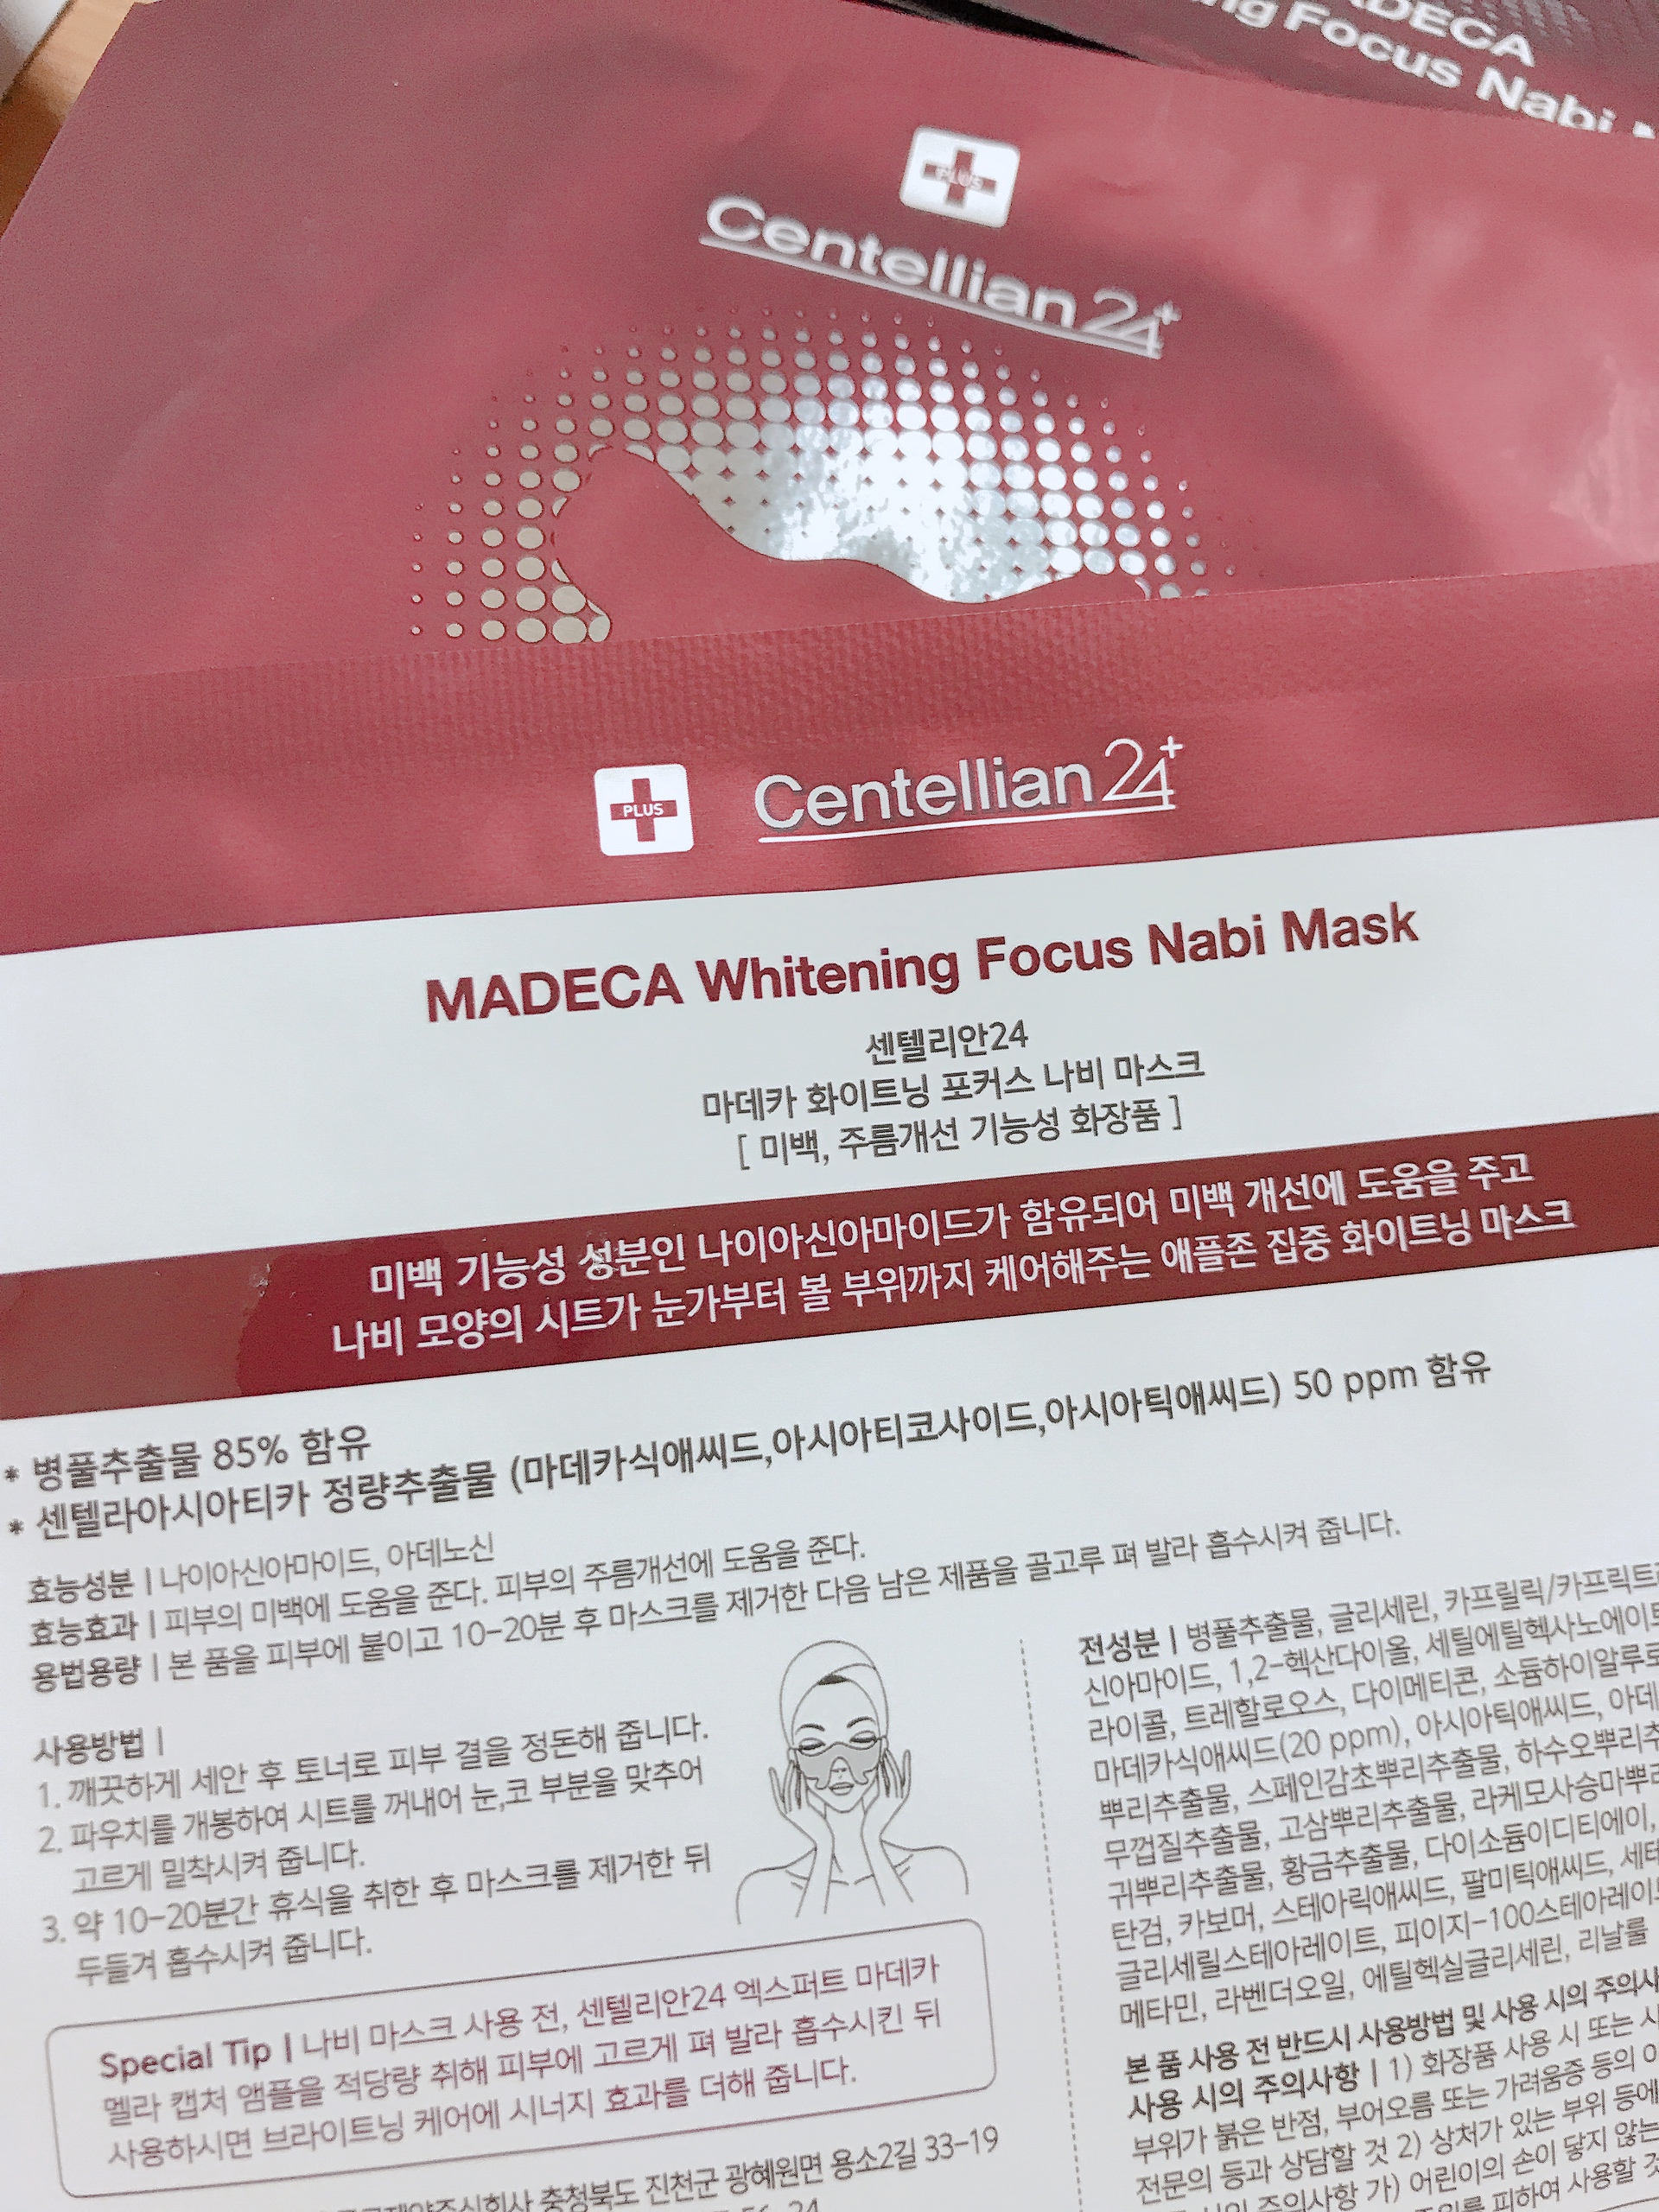 DECA
ng Focus Nabi
PLUS
Centellian24+
PLUS
Centellian24+
MADECA Whitening Focus Nabi Mask
센텔리안24
마데카 화이트닝 포커스 나비 마스크
[ 미백, 주름개선 기능성 화장품 ]
미백 기능성 성분인 나이아신아마이드가 함유되어 미백 개선에 도움을 주고
나비 모양의 시트가 눈가부터 볼 부위까지 케어해주는 애플존 집중 화이트닝 마스크
* 병풀추출물 85% 함유
* 센텔라아시아티카 정량추출물 (마데카식애씨드,아시아티코사이드,아시아틱애씨드) 50 ppm 함유
효능성분 | 나이아신아마이드, 아데노신
효능효과 | 피부의 미백에 도움을 준다. 피부의 주름개선에 도움을 준다.
용법용량 | 본 품을 피부에 붙이고 10-20분 후 마스크를 제거한 다음 남은 제품을 골고루 펴 발라 흡수시켜 줍니다.
사용방법 |
1. 깨끗하게 세안 후 토너로 피부 결을 정돈해 줍니다.
2. 파우치를 개봉하여 시트를 꺼내어 눈,코 부분을 맞추어
고르게 밀착시켜 줍니다.
3. 약 10-20분간 휴식을 취한 후 마스크를 제거한 뒤
두들겨 흡수시켜 줍니다.
Special Tip | 나비 마스크 사용 전, 센텔리안24 엑스퍼트 마데카
멜라 캡처 앰플을 적당량 취해 피부에 고르게 펴 발라 흡수시킨 뒤
사용하시면 브라이트닝 케어에 시너지 효과를 더해 줍니다.
충청북도 진천군 광혜원면 용소2길 33-19
전성분 | 병풀추출물, 글리세린, 카프릴릭/카프릭트리
신아마이드, 1,2-헥산다이올, 세틸에틸헥사노에이트
라이콜, 트레할로오스, 다이메티콘, 소듐하이알루로
마데카식애씨드(20 ppm), 아시아틱애씨드, 아데
뿌리추출물, 스페인감초뿌리추출물, 하수오뿌리추
무껍질추출물, 고삼뿌리추출물, 라케모사승마뿌리
귀뿌리추출물, 황금추출물, 다이소듐이디티에이,
탄검, 카보머, 스테아릭애씨드, 팔미틱애씨드, 세테
글리세릴스테아레이트, 피이지-100스테아레이트
메타민, 라벤더오일, 에틸헥실글리세린, 리날룰
본 품 사용 전 반드시 사용방법 및 사용 시의 주의사
사용 시의 주의사항 | 1) 화장품 사용 시 또는 사
부위가 붉은 반점, 부어오름 또는 가려움증 등의 이
전문의 등과 상담할 것 2) 상처가 있는 부위 등에
주의사항 가) 어린이의 손이 닿지 않는
피하여 사용할 것